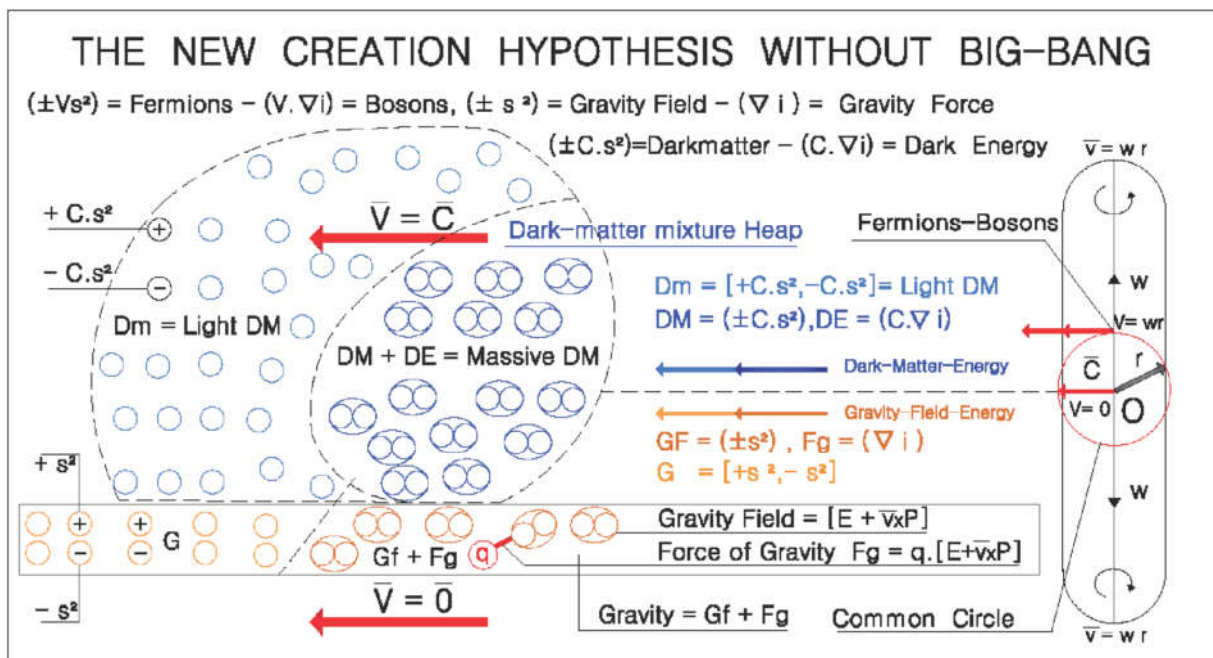 THE NEW CREATION HYPOTHESIS WITHOUT BIG-BANG
(±Vs²) = Fermions - (V.∇i) = Bosons, (± s²) = Gravity Field - (∇ i) = Gravity Force
(±C.s²)=Darkmatter - (C.∇i) = Dark Energy
v̅ = w r
+ C.s²
+
V̅ = C̅
Dark-matter mixture Heap
Fermions-Bosons
- C.s²
−
Dm = Light DM
Dm = [+C.s²,-C.s²]= Light DM
DM = (±C.s²),DE = (C.∇ i)
w
V= wr
DM + DE = Massive DM
Dark-Matter-Energy
C̅
r
V= 0
O
Gravity-Field-Energy
GF = (±s²) , Fg = (∇ i)
G = [+s ²,- s²]
+ s²
w
+ +
G
− −
Gf + Fg
q
Gravity Field = [E + v̅xP]
Force of Gravity Fg = q.[E+v̅xP]
- s²
V̅ = 0̅
Gravity = Gf + Fg
Common Circle
v̅ = w r